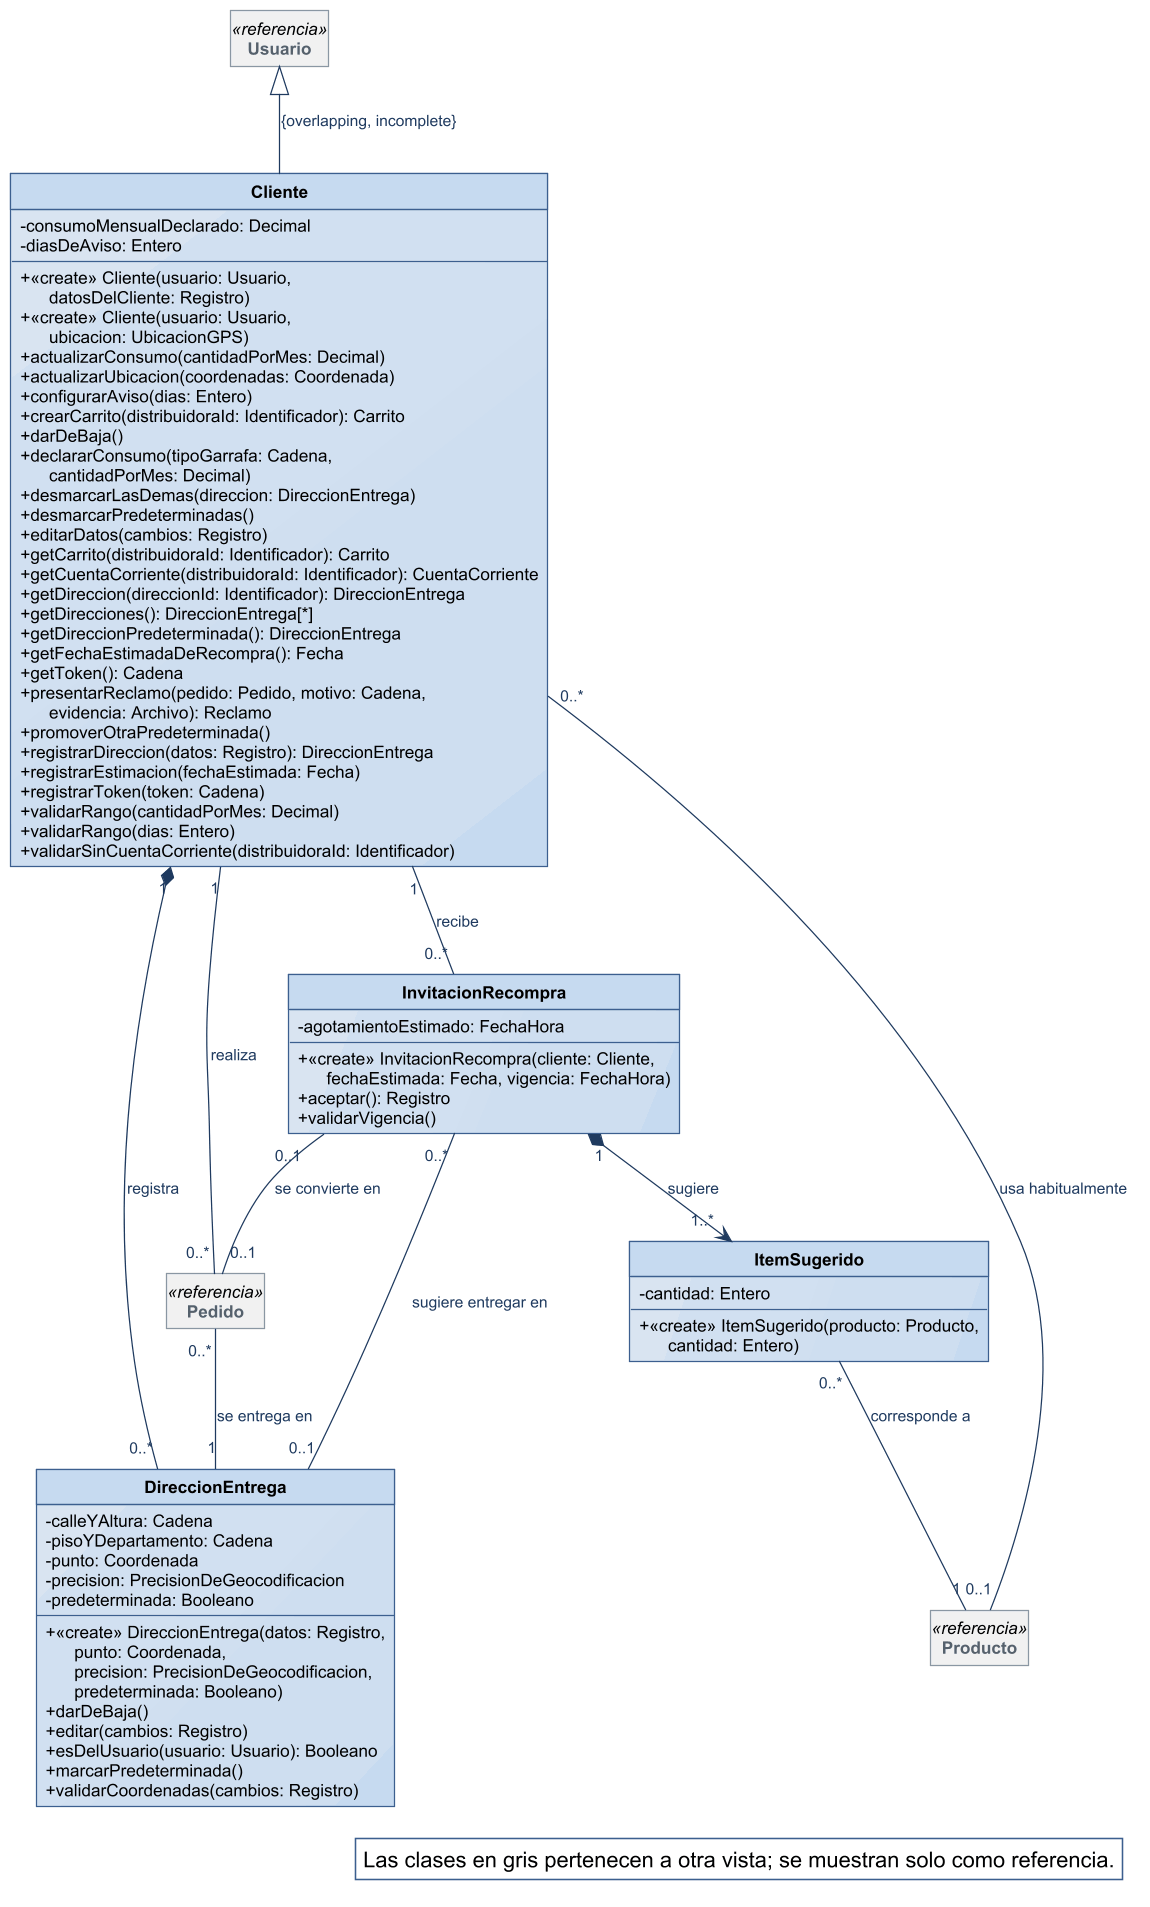 «referencia»
Usuario
{overlapping, incomplete}
Cliente
-consumoMensualDeclarado: Decimal
-diasDeAviso: Entero
+«create» Cliente(usuario: Usuario,
datosDelCliente: Registro)
+«create» Cliente(usuario: Usuario,
ubicacion: UbicacionGPS)
+actualizarConsumo(cantidadPorMes: Decimal)
+actualizarUbicacion(coordenadas: Coordenada)
+configurarAviso(dias: Entero)
+crearCarrito(distribuidoraId: Identificador): Carrito
+darDeBaja()
+declararConsumo(tipoGarrafa: Cadena,
cantidadPorMes: Decimal)
+desmarcarLasDemas(direccion: DireccionEntrega)
+desmarcarPredeterminadas()
+editarDatos(cambios: Registro)
+getCarrito(distribuidoraId: Identificador): Carrito
+getCuentaCorriente(distribuidoraId: Identificador): CuentaCorriente
+getDireccion(direccionId: Identificador): DireccionEntrega
+getDirecciones(): DireccionEntrega[*]
+getDireccionPredeterminada(): DireccionEntrega
+getFechaEstimadaDeRecompra(): Fecha
+getToken(): Cadena
+presentarReclamo(pedido: Pedido, motivo: Cadena,
evidencia: Archivo): Reclamo
+promoverOtraPredeterminada()
+registrarDireccion(datos: Registro): DireccionEntrega
+registrarEstimacion(fechaEstimada: Fecha)
+registrarToken(token: Cadena)
+validarRango(cantidadPorMes: Decimal)
+validarRango(dias: Entero)
+validarSinCuentaCorriente(distribuidoraId: Identificador)
0..*
1
1
1
recibe
0..*
InvitacionRecompra
-agotamientoEstimado: FechaHora
+«create» InvitacionRecompra(cliente: Cliente,
fechaEstimada: Fecha, vigencia: FechaHora)
+aceptar(): Registro
+validarVigencia()
realiza
0..1
0..*
1
registra
se convierte en
sugiere
usa habitualmente
1..*
0..*
0..1
ItemSugerido
-cantidad: Entero
+«create» ItemSugerido(producto: Producto,
cantidad: Entero)
«referencia»
Pedido
sugiere entregar en
0..*
0..*
se entrega en
corresponde a
0..*
1
0..1
DireccionEntrega
-calleYAltura: Cadena
-pisoYDepartamento: Cadena
-punto: Coordenada
-precision: PrecisionDeGeocodificacion
-predeterminada: Booleano
+«create» DireccionEntrega(datos: Registro,
punto: Coordenada,
precision: PrecisionDeGeocodificacion,
predeterminada: Booleano)
+darDeBaja()
+editar(cambios: Registro)
+esDelUsuario(usuario: Usuario): Booleano
+marcarPredeterminada()
+validarCoordenadas(cambios: Registro)
1
0..1
«referencia»
Producto
Las clases en gris pertenecen a otra vista; se muestran solo como referencia.